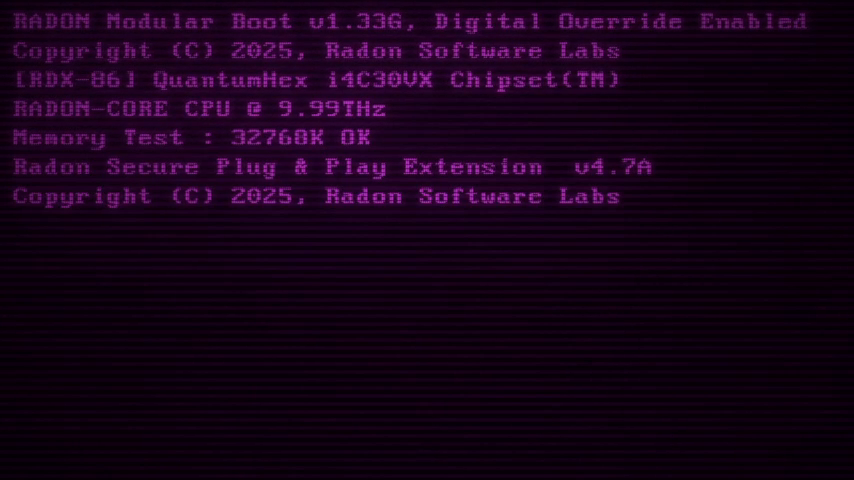 RADON Modular Boot v1.33G, Digital Override Enabled
Copyright (C) 2025, Radon Software Labs
[RDX-86] QuantumHex i4C30VX Chipset(TM)
RADON-CORE CPU @ 9.99THz
Memory Test : 32768K OK
Radon Secure Plug & Play Extension  v4.7A
Copyright (C) 2025, Radon Software Labs